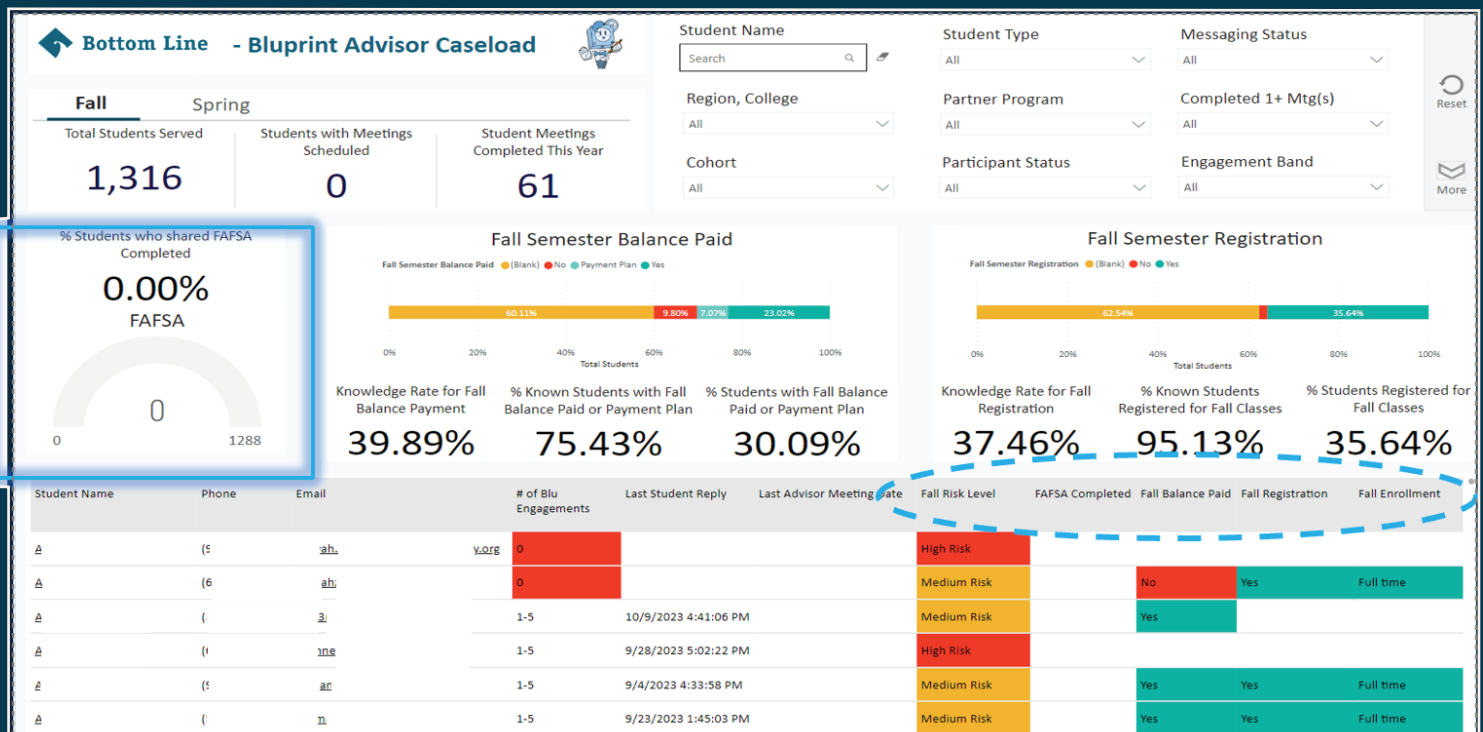 Bottom Line - Bluprint Advisor Caseload
Fall Spring
Total Students Served
1,316
Students with Meetings
Scheduled
0
Student Meetings
Completed This Year
61
Student Name
Search
Student Type
All
Messaging Status
All
Region, College
All
Partner Program
All
Completed 1+ Mtg(s)
All
Cohort
All
Participant Status
All
Engagement Band
All
Reset
More
% Students who shared FAFSA
Completed
0.00%
FAFSA
0
0 1288
Fall Semester Balance Paid
Fall Semester Balance Paid (Blank) No Payment Plan Yes
60.11% 9.80% 7.07% 23.02%
0% 20% 40% 60% 80% 100%
Total Students
Knowledge Rate for Fall
Balance Payment
39.89%
% Known Students with Fall
Balance Paid or Payment Plan
75.43%
% Students with Fall Balance
Paid or Payment Plan
30.09%
Fall Semester Registration
Fall Semester Registration (Blank) No Yes
62.54% 35.64%
0% 20% 40% 60% 80% 100%
Total Students
Knowledge Rate for Fall
Registration
37.46%
% Known Students
Registered for Fall Classes
95.13%
% Students Registered for
Fall Classes
35.64%
Student Name Phone Email # of Blu Engagements Last Student Reply Last Advisor Meeting Date Fall Risk Level FAFSA Completed Fall Balance Paid Fall Registration Fall Enrollment
A ah. y.org 0 High Risk
A (6 ah 0 Medium Risk No Yes Full time
A ( 1-5 10/9/2023 4:41:06 PM Medium Risk Yes
A ( ne 1-5 9/28/2023 5:02:22 PM High Risk
A ( an 1-5 9/4/2023 4:33:58 PM Medium Risk Yes Yes Full time
A ( 1-5 9/23/2023 1:45:03 PM Medium Risk Yes Yes Full time